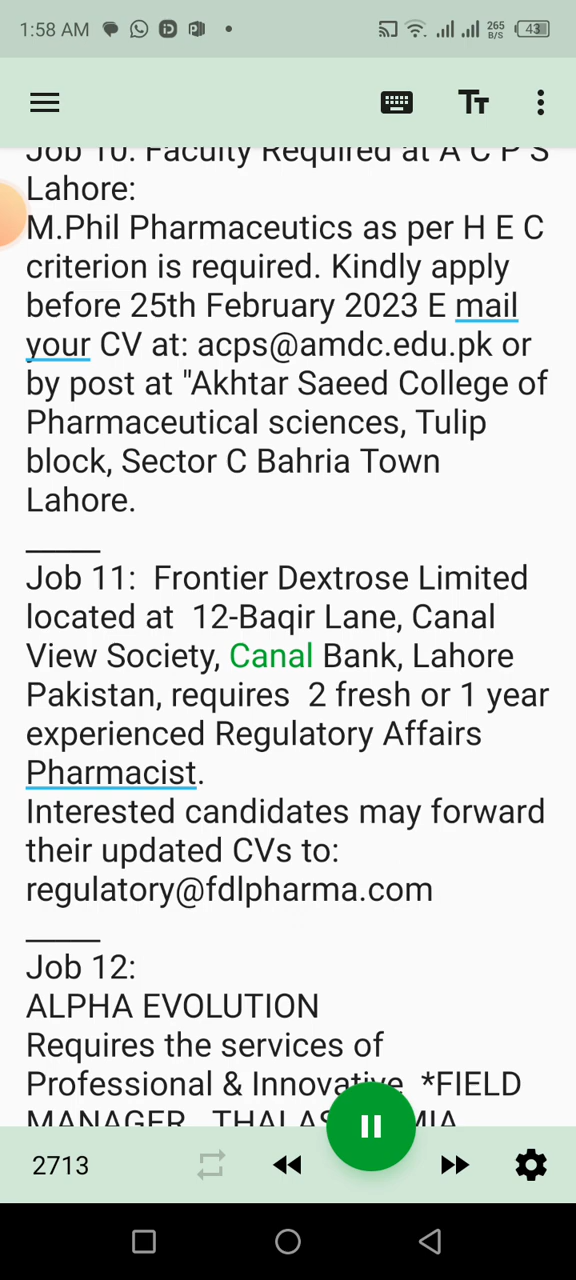 1:58 AM
265
B/S
43
Job 10: Faculty Required at A C P S
Lahore:
M.Phil Pharmaceutics as per H E C
criterion is required. Kindly apply
before 25th February 2023 E mail
your CV at: acps@amdc.edu.pk or
by post at "Akhtar Saeed College of
Pharmaceutical sciences, Tulip
block, Sector C Bahria Town
Lahore.
_____
Job 11:  Frontier Dextrose Limited
located at  12-Baqir Lane, Canal
View Society, Canal Bank, Lahore
Pakistan, requires  2 fresh or 1 year
experienced Regulatory Affairs
Pharmacist.
Interested candidates may forward
their updated CVs to:
regulatory@fdlpharma.com
_____
Job 12:
ALPHA EVOLUTION
Requires the services of
Professional & Innovative  *FIELD
MANAGER
2713